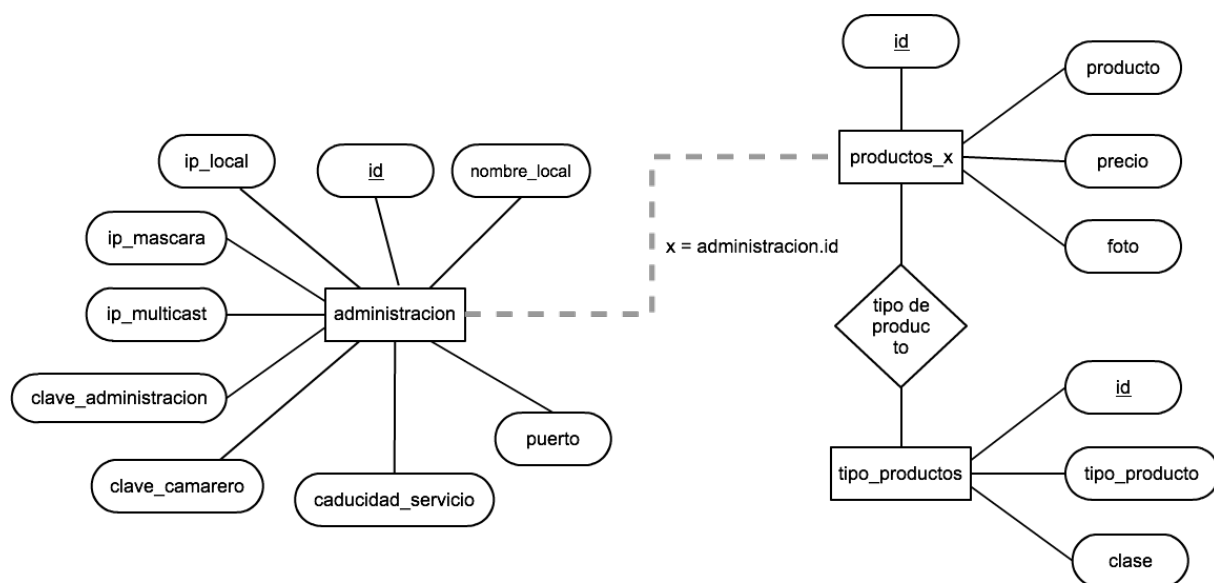 id
producto
productos_x
precio
foto
ip_local
id
nombre_local
ip_mascara
ip_multicast
administracion
clave_administracion
clave_camarero
caducidad_servicio
puerto
x = administracion.id
tipo de
produc
to
id
tipo_productos
tipo_producto
clase